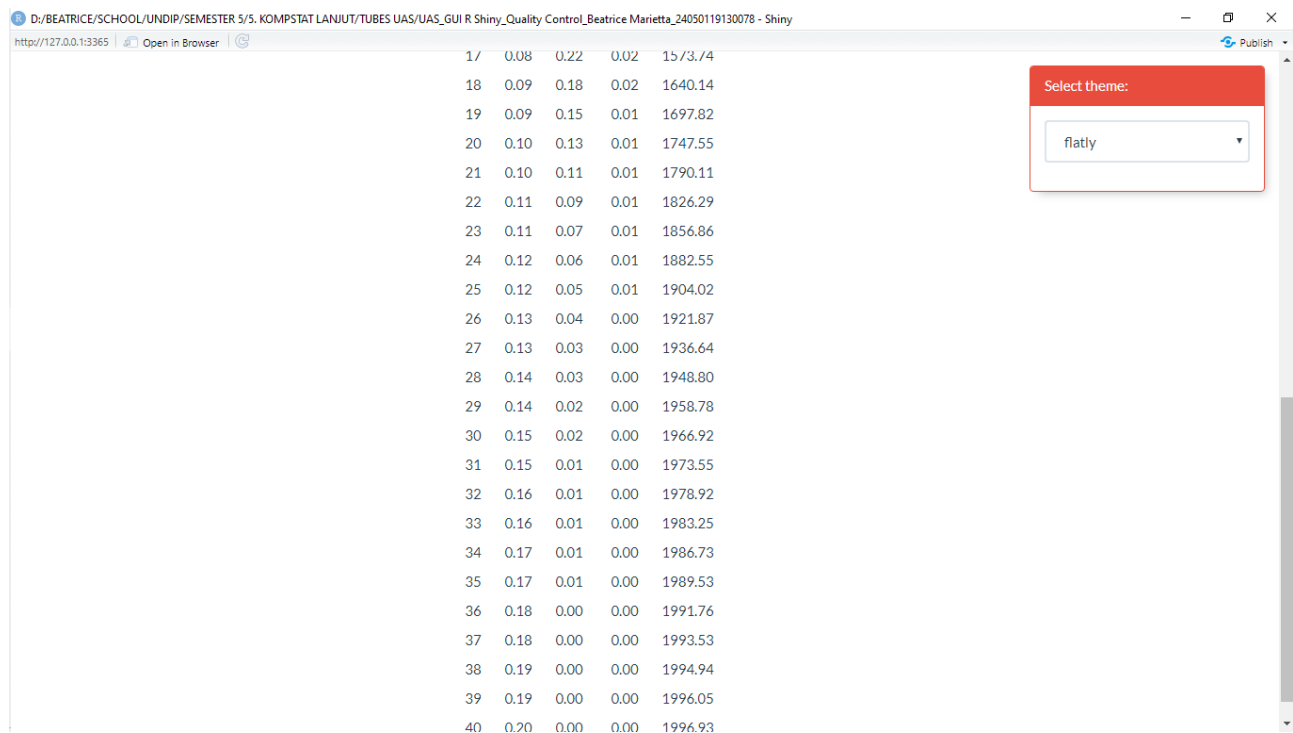 R D:/BEATRICE/SCHOOL/UNDIP/SEMESTER 5/5. KOMPSTAT LANJUT/TUBES UAS/UAS_GUI R Shiny_Quality Control_Beatrice Marietta_24050119130078 - Shiny
http://127.0.0.1:3365 Open in Browser Publish
17 0.08 0.22 0.02 1573.74
Select theme:
18 0.09 0.18 0.02 1640.14
19 0.09 0.15 0.01 1697.82
flatly
20 0.10 0.13 0.01 1747.55
21 0.10 0.11 0.01 1790.11
22 0.11 0.09 0.01 1826.29
23 0.11 0.07 0.01 1856.86
24 0.12 0.06 0.01 1882.55
25 0.12 0.05 0.01 1904.02
26 0.13 0.04 0.00 1921.87
27 0.13 0.03 0.00 1936.64
28 0.14 0.03 0.00 1948.80
29 0.14 0.02 0.00 1958.78
30 0.15 0.02 0.00 1966.92
31 0.15 0.01 0.00 1973.55
32 0.16 0.01 0.00 1978.92
33 0.16 0.01 0.00 1983.25
34 0.17 0.01 0.00 1986.73
35 0.17 0.01 0.00 1989.53
36 0.18 0.00 0.00 1991.76
37 0.18 0.00 0.00 1993.53
38 0.19 0.00 0.00 1994.94
39 0.19 0.00 0.00 1996.05
40 0.20 0.00 0.00 1996.93